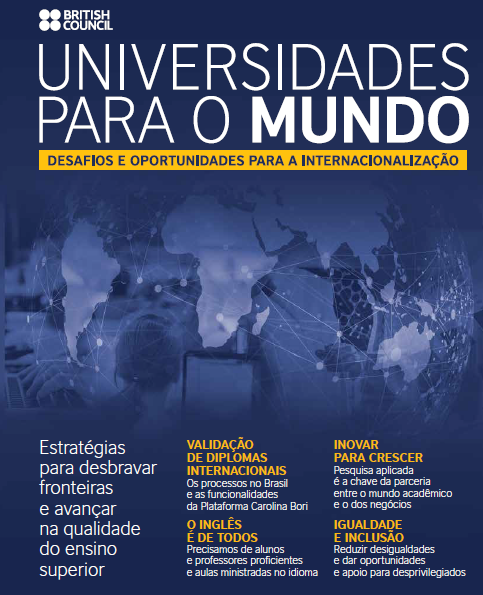 BRITISH
COUNCIL
UNIVERSIDADES
PARA O MUNDO
DESAFIOS E OPORTUNIDADES PARA A INTERNACIONALIZAÇÃO
Estratégias
para desbravar
fronteiras
e avançar
na qualidade
do ensino
superior
VALIDAÇÃO
DE DIPLOMAS
INTERNACIONAIS
Os processos no Brasil
e as funcionalidades
da Plataforma Carolina Bori
O INGLÊS
É DE TODOS
Precisamos de alunos
e professores proficientes
e aulas ministradas no idioma
INOVAR
PARA CRESCER
Pesquisa aplicada
é a chave da parceria
entre o mundo acadêmico
e o dos negócios
IGUALDADE
E INCLUSÃO
Reduzir desigualdades
e dar oportunidades
e apoio para desprivilegiados